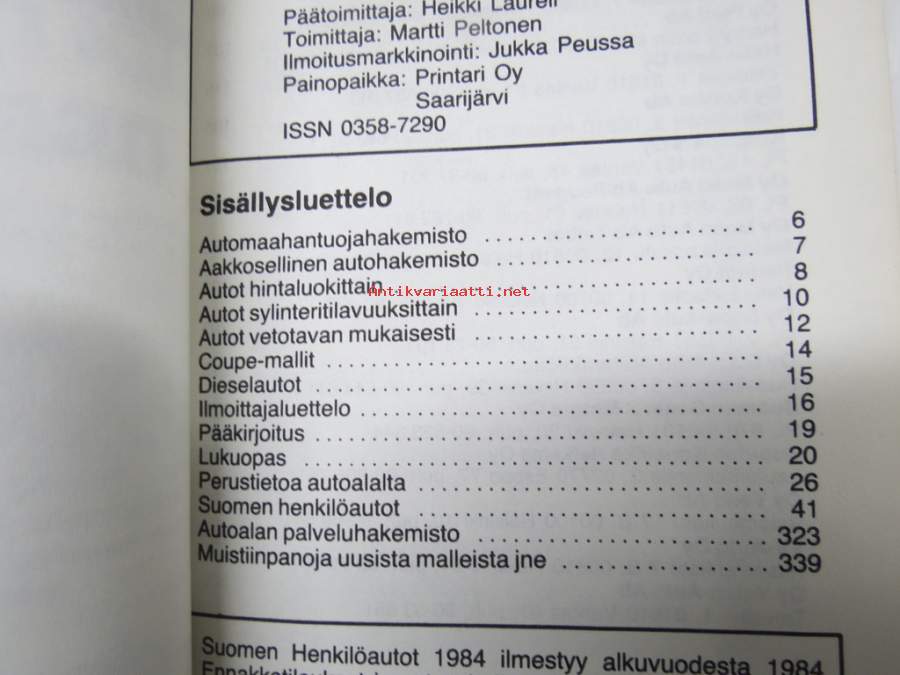 Päätoimittaja: Heikki Laurell
Toimittaja: Martti Peltonen
Ilmoitusmarkkinointi: Jukka Peussa
Painopaikka: Printari Oy
Saarijärvi
ISSN 0358-7290
Sisällysluettelo
Automaahantuojahakemisto 6
Aakkosellinen autohakemisto 7
Autot hintaluokittain 8
Antikvariaatti.net
Autot sylinteritilavuuksittain 10
Autot vetotavan mukaisesti 12
Coupe-mallit 14
Dieselautot 15
Ilmoittajaluettelo 16
Pääkirjoitus 19
Lukuopas 20
Perustietoa autoalalta 26
Suomen henkilöautot 41
Autoalan palveluhakemisto 323
Muistiinpanoja uusista malleista jne 339
Suomen Henkilöautot 1984 ilmestyy alkuvuodesta 1984